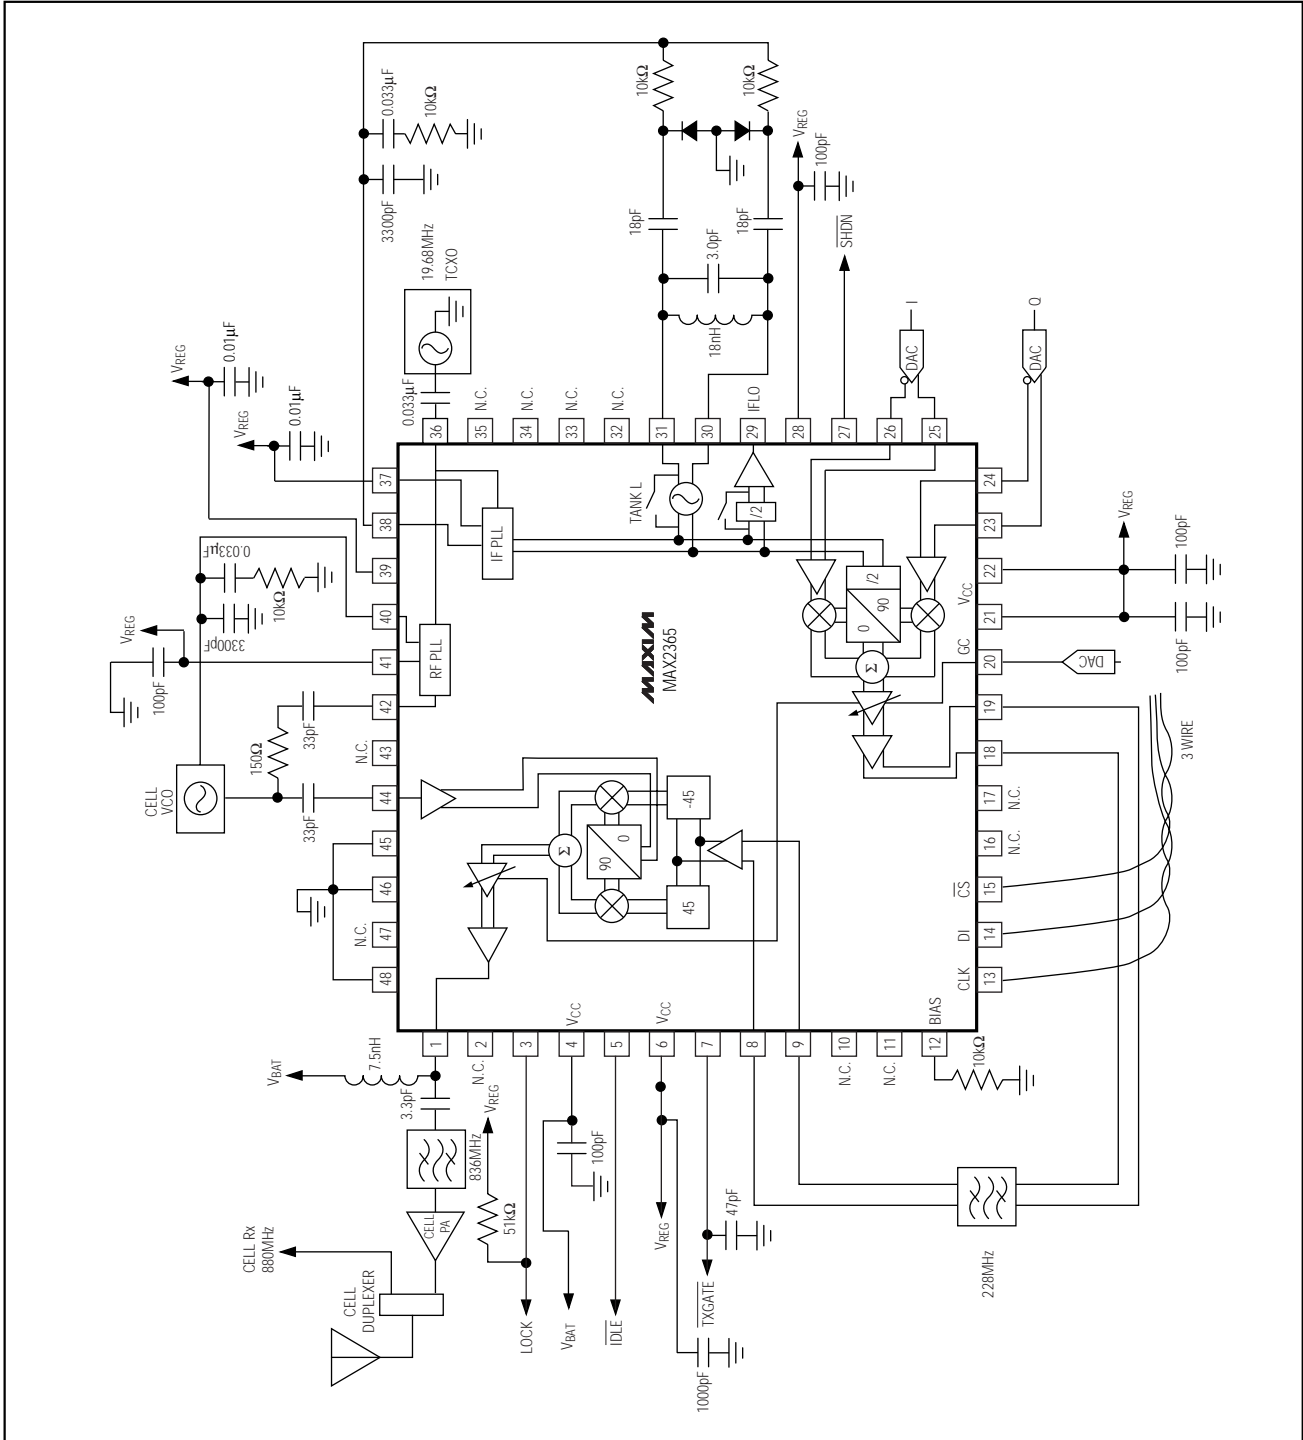 VREG
0.01µF
VREG
0.01µF
0.033µF
10kΩ
3300pF
19.68MHz
TCXO
0.033µF
10kΩ
10kΩ
18pF
18pF
3.0pF
18nH
VREG
100pF
SHDN
DAC
I
DAC
Q
36
35
N.C.
34
N.C.
33
N.C.
32
N.C.
31
30
29
IFLO
28
27
26
25
37
38
39
40
41
42
43
N.C.
44
45
46
47
N.C.
48
0.033µF
10kΩ
3300pF
VREG
100pF
150Ω
33pF
33pF
CELL
VCO
TANK L
/2
IF PLL
RF PLL
MAXIM
MAX2365
/2
90
0
Σ
-45
45
90
0
Σ
24
23
22
VCC
21
20
GC
19
18
17
N.C.
16
N.C.
15
CS
14
DI
13
CLK
VREG
100pF
100pF
DAC
3 WIRE
1
2
N.C.
3
4
VCC
5
6
VCC
7
8
9
10
N.C.
11
N.C.
12
BIAS
10kΩ
VBAT
7.5nH
3.3pF
836MHz
CELL
PA
CELL Rx
880MHz
CELL
DUPLEXER
VREG
51kΩ
LOCK
VBAT
100pF
IDLE
VREG
TXGATE
47pF
1000pF
228MHz